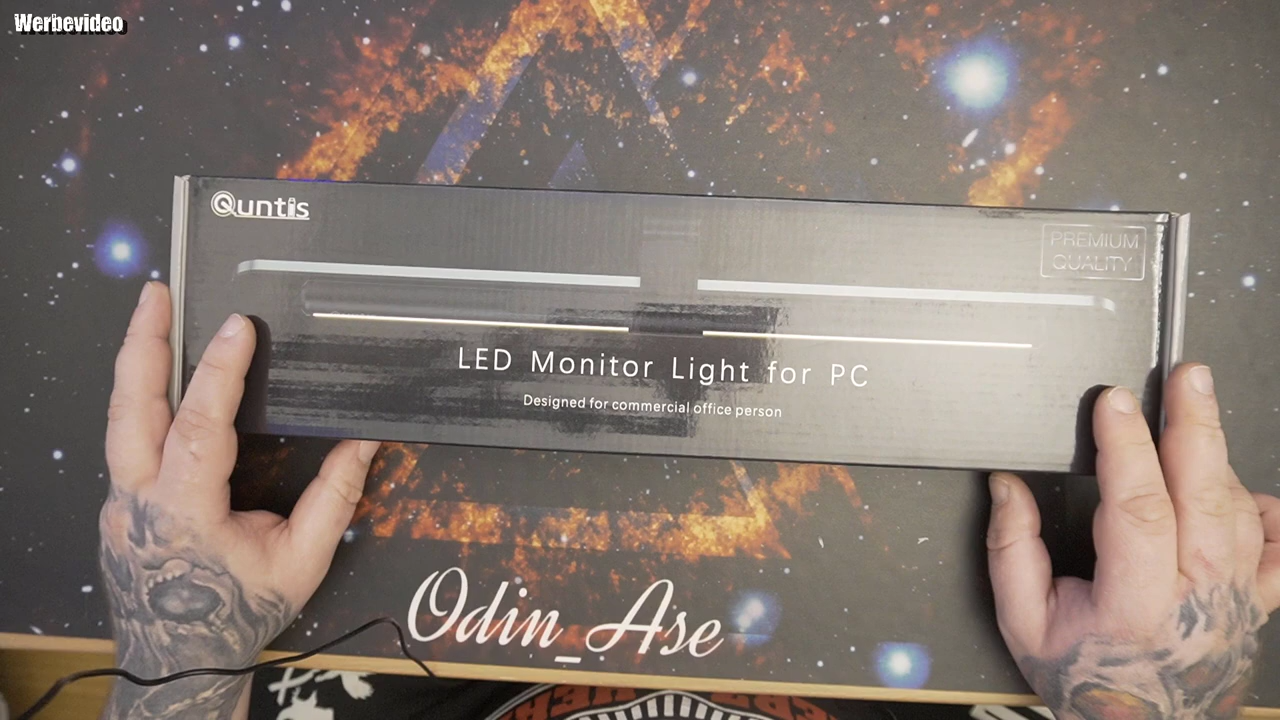 Werbevideo
Quntis
PREMIUM
QUALITY
LED Monitor Light for PC
Designed for commercial office person
Odin_Ase